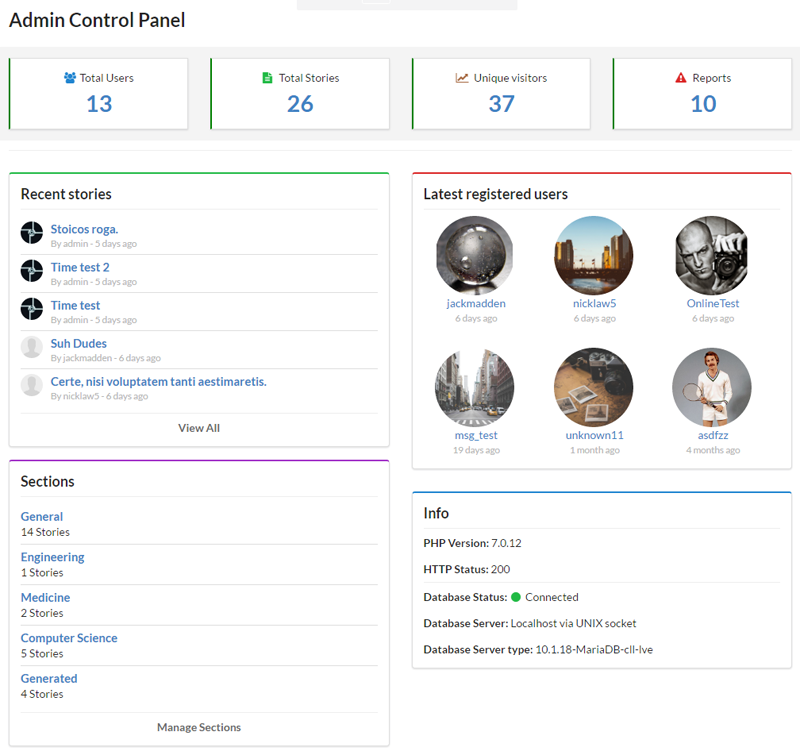 Admin Control Panel
Total Users
13
Total Stories
26
Unique visitors
37
Reports
10
Recent stories
Stoicos roga.
By admin - 5 days ago
Time test 2
By admin - 5 days ago
Time test
By admin - 5 days ago
Suh Dudes
By jackmadden - 6 days ago
Certe, nisi voluptatem tanti aestimaretis.
By nicklaw5 - 6 days ago
View All
Sections
General
14 Stories
Engineering
1 Stories
Medicine
2 Stories
Computer Science
5 Stories
Generated
4 Stories
Manage Sections
Latest registered users
jackmadden
6 days ago
nicklaw5
6 days ago
OnlineTest
6 days ago
msg_test
19 days ago
unknown11
1 month ago
asdfzz
4 months ago
Info
PHP Version: 7.0.12
HTTP Status: 200
Database Status: Connected
Database Server: Localhost via UNIX socket
Database Server type: 10.1.18-MariaDB-cll-lve